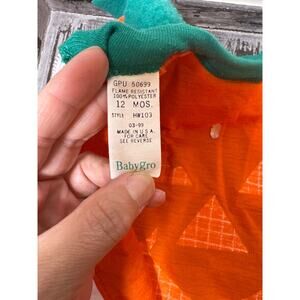 GPU 50699
FLAME RESISTANT
100% POLYESTER
12 MOS.
STYLE HW103
03-99
MADE IN U.S.A.
FOR CARE
SEE REVERSE
BabyGro